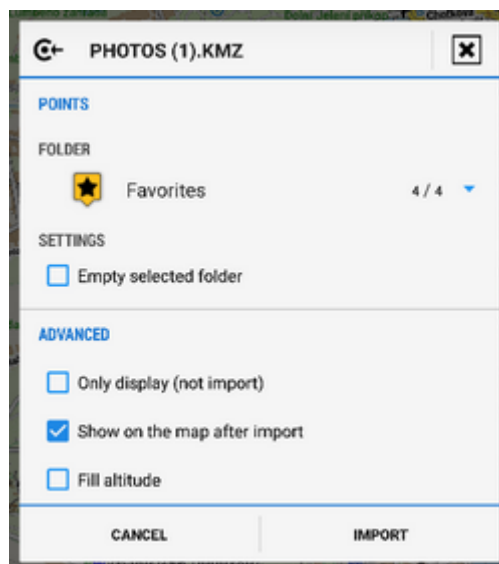 PHOTOS (1).KMZ
POINTS
FOLDER
Favorites 4 / 4
SETTINGS
Empty selected folder
ADVANCED
Only display (not import)
Show on the map after import
Fill altitude
CANCEL IMPORT